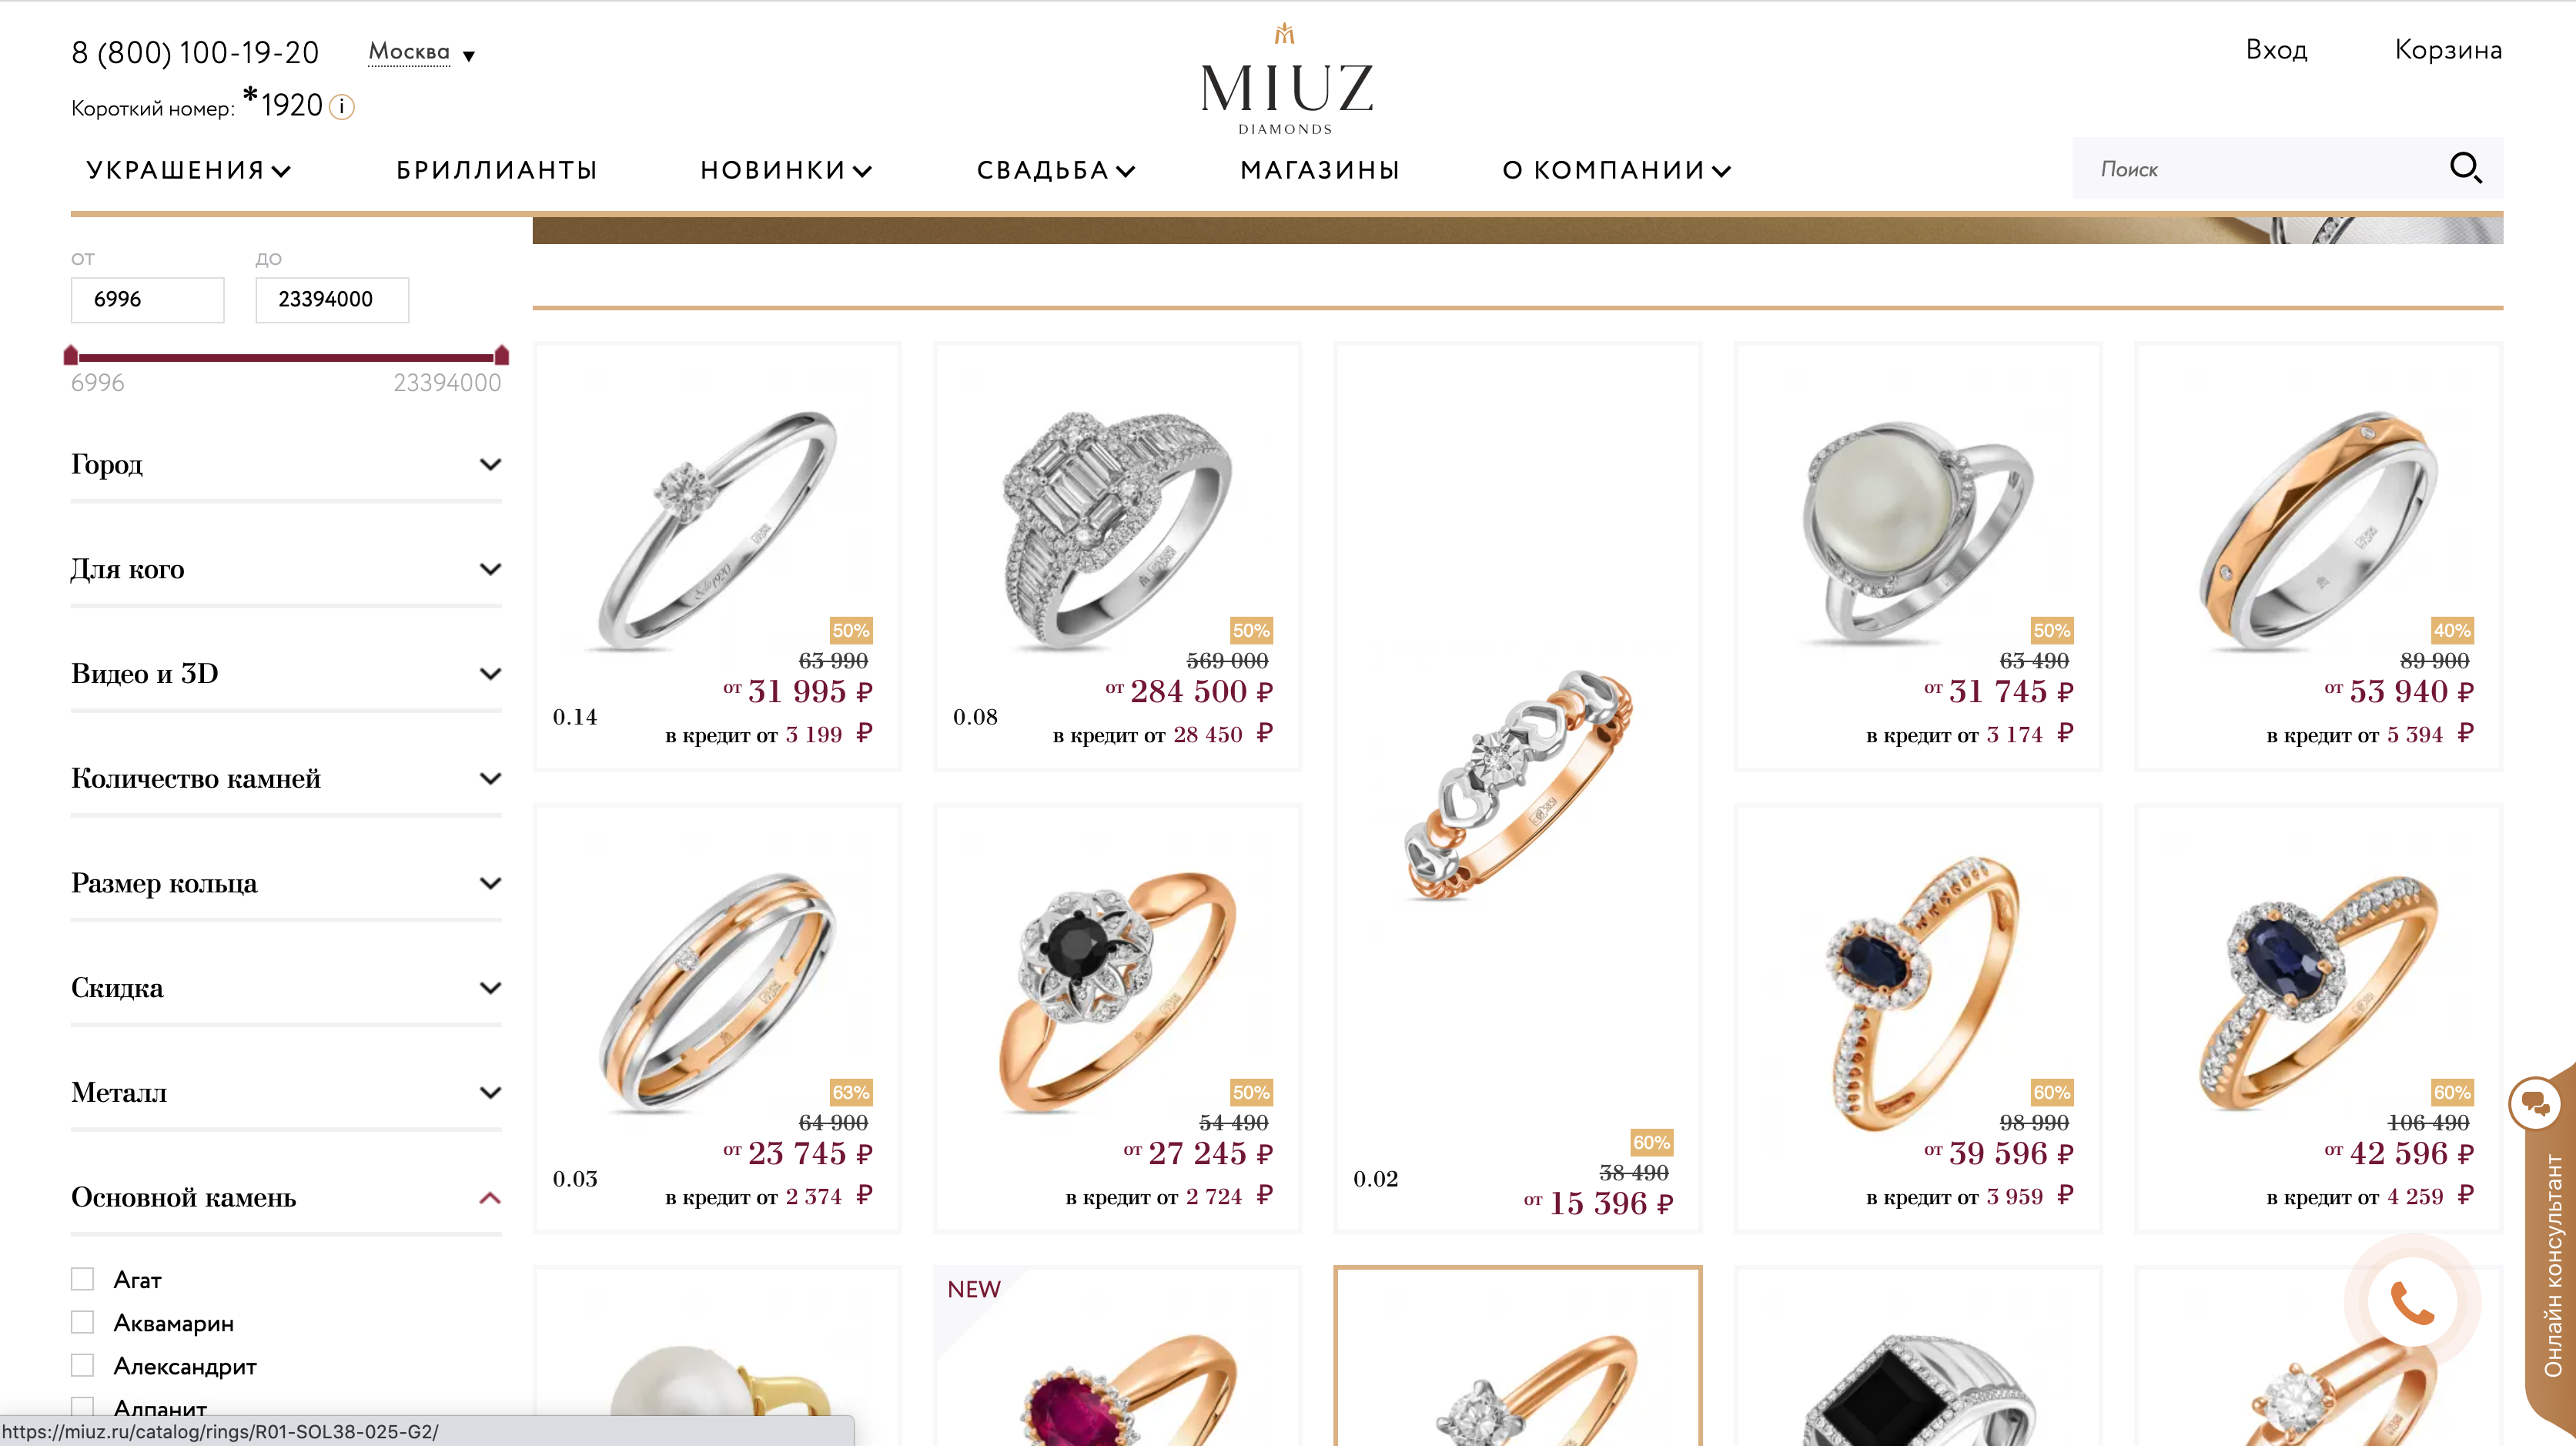 8 (800) 100-19-20
Москва ▼
Короткий номер: *1920 i
MIUZ
DIAMONDS
Вход
Корзина
УКРАШЕНИЯ
БРИЛЛИАНТЫ
НОВИНКИ
СВАДЬБА
МАГАЗИНЫ
О КОМПАНИИ
Поиск
ОТ
ДО
6996
23394000
6996
23394000
Город
Для кого
Видео и 3D
Количество камней
Размер кольца
Скидка
Металл
Основной камень
Агат
Аквамарин
Александрит
Алпанит
50%
63 990
от 31 995 ₽
0.14
в кредит от 3 199 ₽
50%
569 000
от 284 500 ₽
0.08
в кредит от 28 450 ₽
50%
63 490
от 31 745 ₽
в кредит от 3 174 ₽
40%
89 900
от 53 940 ₽
в кредит от 5 394 ₽
63%
64 900
от 23 745 ₽
0.03
в кредит от 2 374 ₽
50%
54 490
от 27 245 ₽
в кредит от 2 724 ₽
60%
38 490
0.02
от 15 396 ₽
60%
98 990
от 39 596 ₽
в кредит от 3 959 ₽
60%
106 490
от 42 596 ₽
в кредит от 4 259 ₽
NEW
Онлайн консультант
https://miuz.ru/catalog/rings/R01-SOL38-025-G2/